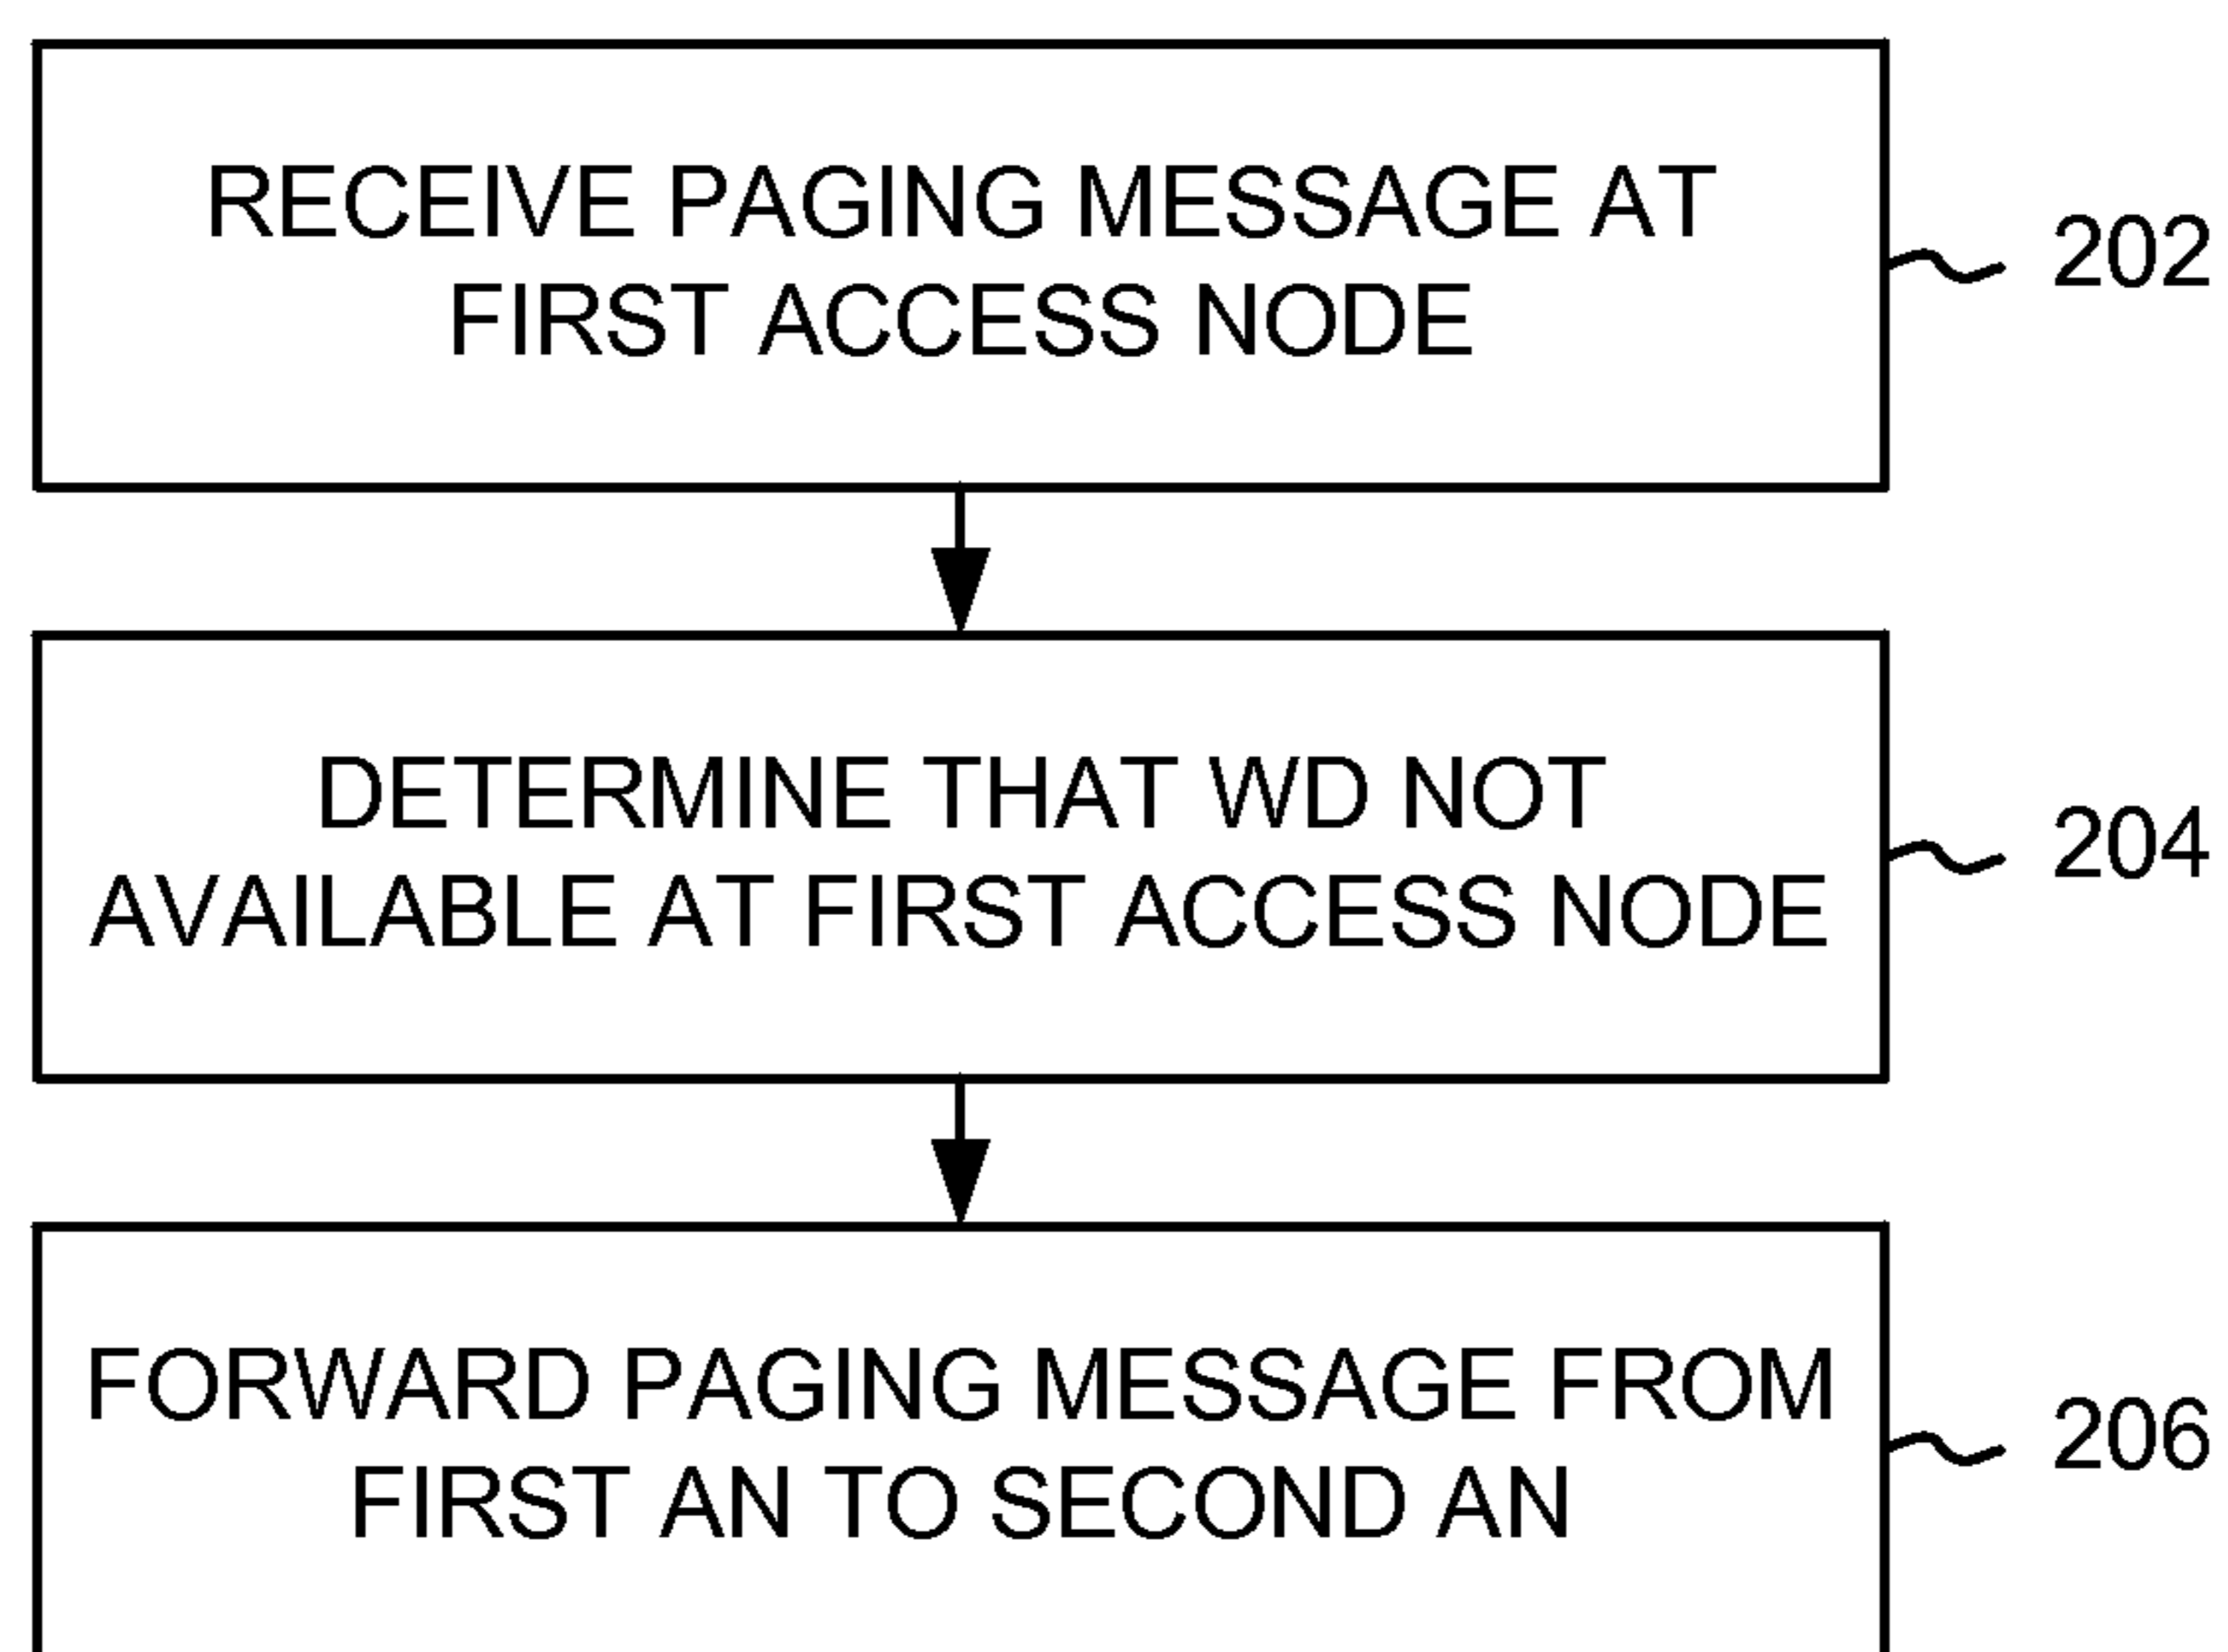 RECEIVE PAGING MESSAGE AT
FIRST ACCESS NODE
202
DETERMINE THAT WD NOT
AVAILABLE AT FIRST ACCESS NODE
204
FORWARD PAGING MESSAGE FROM
FIRST AN TO SECOND AN
206